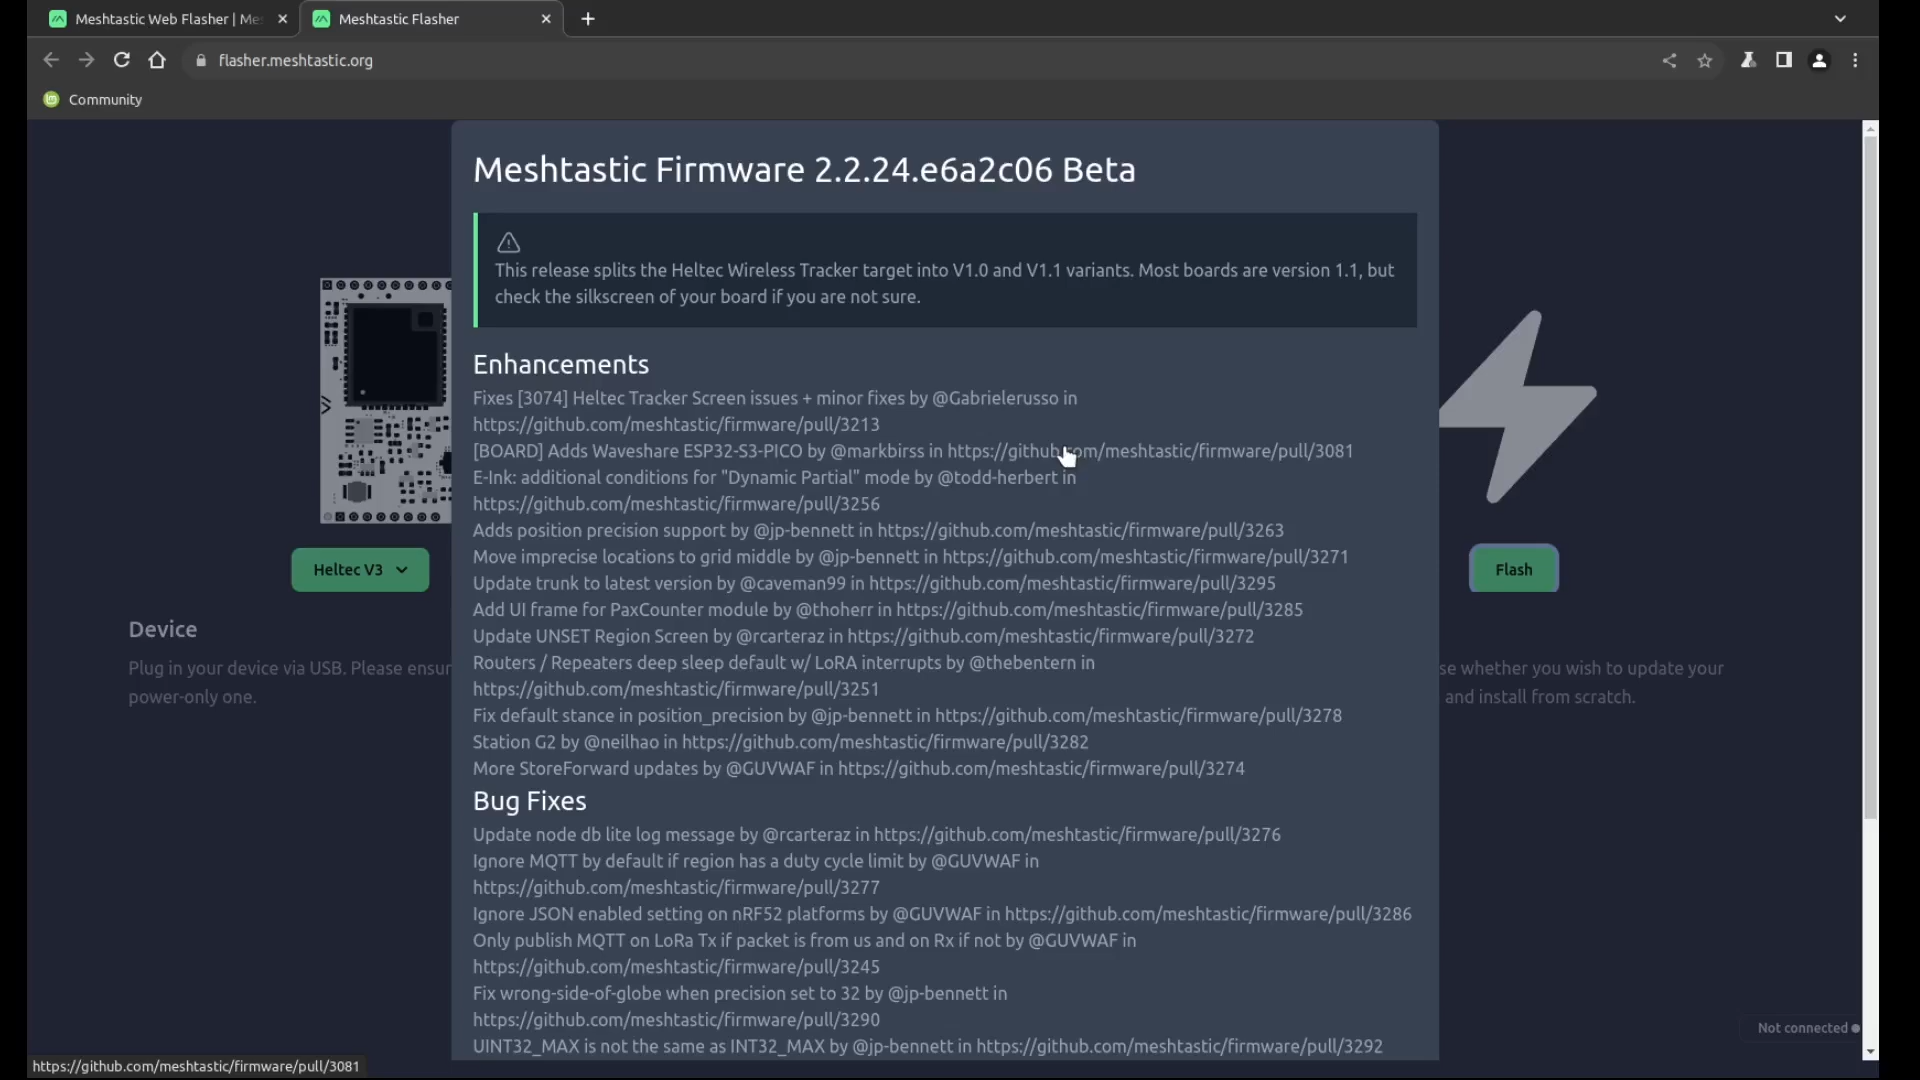 Meshtastic Web Flasher | Me
Meshtastic Flasher
flasher.meshtastic.org
Community
Meshtastic Firmware 2.2.24.e6a2c06 Beta
This release splits the Heltec Wireless Tracker target into V1.0 and V1.1 variants. Most boards are version 1.1, but
check the silkscreen of your board if you are not sure.
Enhancements
Fixes [3074] Heltec Tracker Screen issues + minor fixes by @Gabrielerusso in
https://github.com/meshtastic/firmware/pull/3213
[BOARD] Adds Waveshare ESP32-S3-PICO by @markbirss in https://github.com/meshtastic/firmware/pull/3081
E-Ink: additional conditions for "Dynamic Partial" mode by @todd-herbert in
https://github.com/meshtastic/firmware/pull/3256
Adds position precision support by @jp-bennett in https://github.com/meshtastic/firmware/pull/3263
Move imprecise locations to grid middle by @jp-bennett in https://github.com/meshtastic/firmware/pull/3271
Update trunk to latest version by @caveman99 in https://github.com/meshtastic/firmware/pull/3295
Add UI frame for PaxCounter module by @thoherr in https://github.com/meshtastic/firmware/pull/3285
Update UNSET Region Screen by @rcarteraz in https://github.com/meshtastic/firmware/pull/3272
Routers / Repeaters deep sleep default w/ LoRA interrupts by @thebentern in
https://github.com/meshtastic/firmware/pull/3251
Fix default stance in position_precision by @jp-bennett in https://github.com/meshtastic/firmware/pull/3278
Station G2 by @neilhao in https://github.com/meshtastic/firmware/pull/3282
More StoreForward updates by @GUVWAF in https://github.com/meshtastic/firmware/pull/3274
Bug Fixes
Update node db lite log message by @rcarteraz in https://github.com/meshtastic/firmware/pull/3276
Ignore MQTT by default if region has a duty cycle limit by @GUVWAF in
https://github.com/meshtastic/firmware/pull/3277
Ignore JSON enabled setting on nRF52 platforms by @GUVWAF in https://github.com/meshtastic/firmware/pull/3286
Only publish MQTT on LoRa Tx if packet is from us and on Rx if not by @GUVWAF in
https://github.com/meshtastic/firmware/pull/3245
Fix wrong-side-of-globe when precision set to 32 by @jp-bennett in
https://github.com/meshtastic/firmware/pull/3290
UINT32_MAX is not the same as INT32_MAX by @jp-bennett in https://github.com/meshtastic/firmware/pull/3292
Heltec V3
Device
Plug in your device via USB. Please ensur
power-only one.
Flash
se whether you wish to update your
and install from scratch.
Not connected
https://github.com/meshtastic/firmware/pull/3081